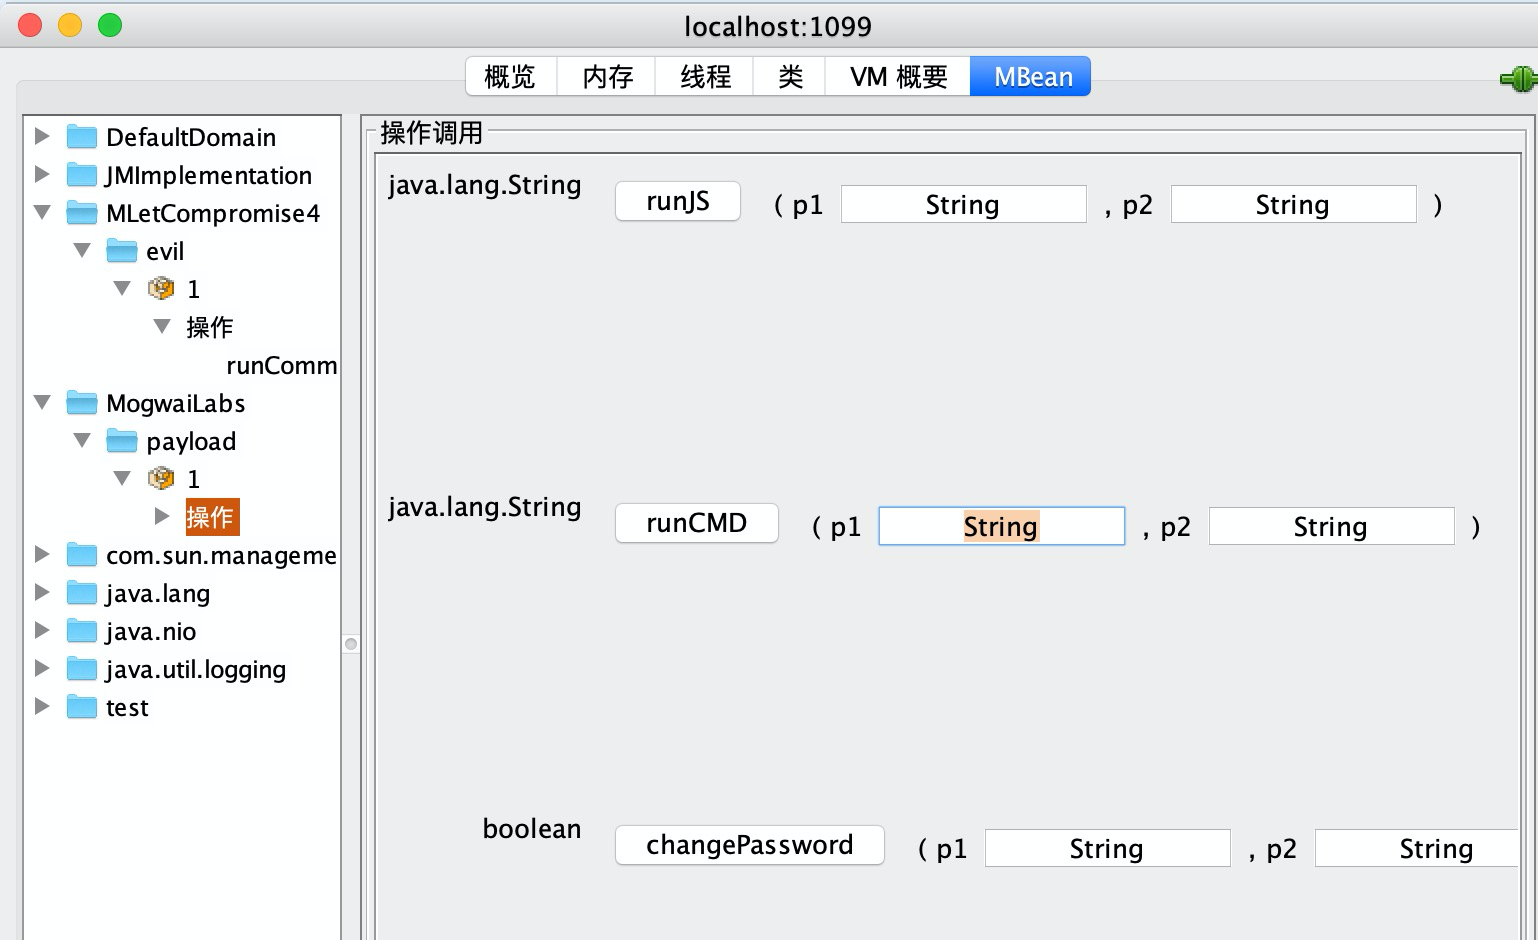 localhost:1099
概览 内存 线程 类 VM 概要 MBean
DefaultDomain
JMImplementation
MLetCompromise4
evil
1
操作
runComm
MogwaiLabs
payload
1
操作
com.sun.manageme
java.lang
java.nio
java.util.logging
test
操作调用
java.lang.String runJS ( p1 String , p2 String )
java.lang.String runCMD ( p1 String , p2 String )
boolean changePassword ( p1 String , p2 String